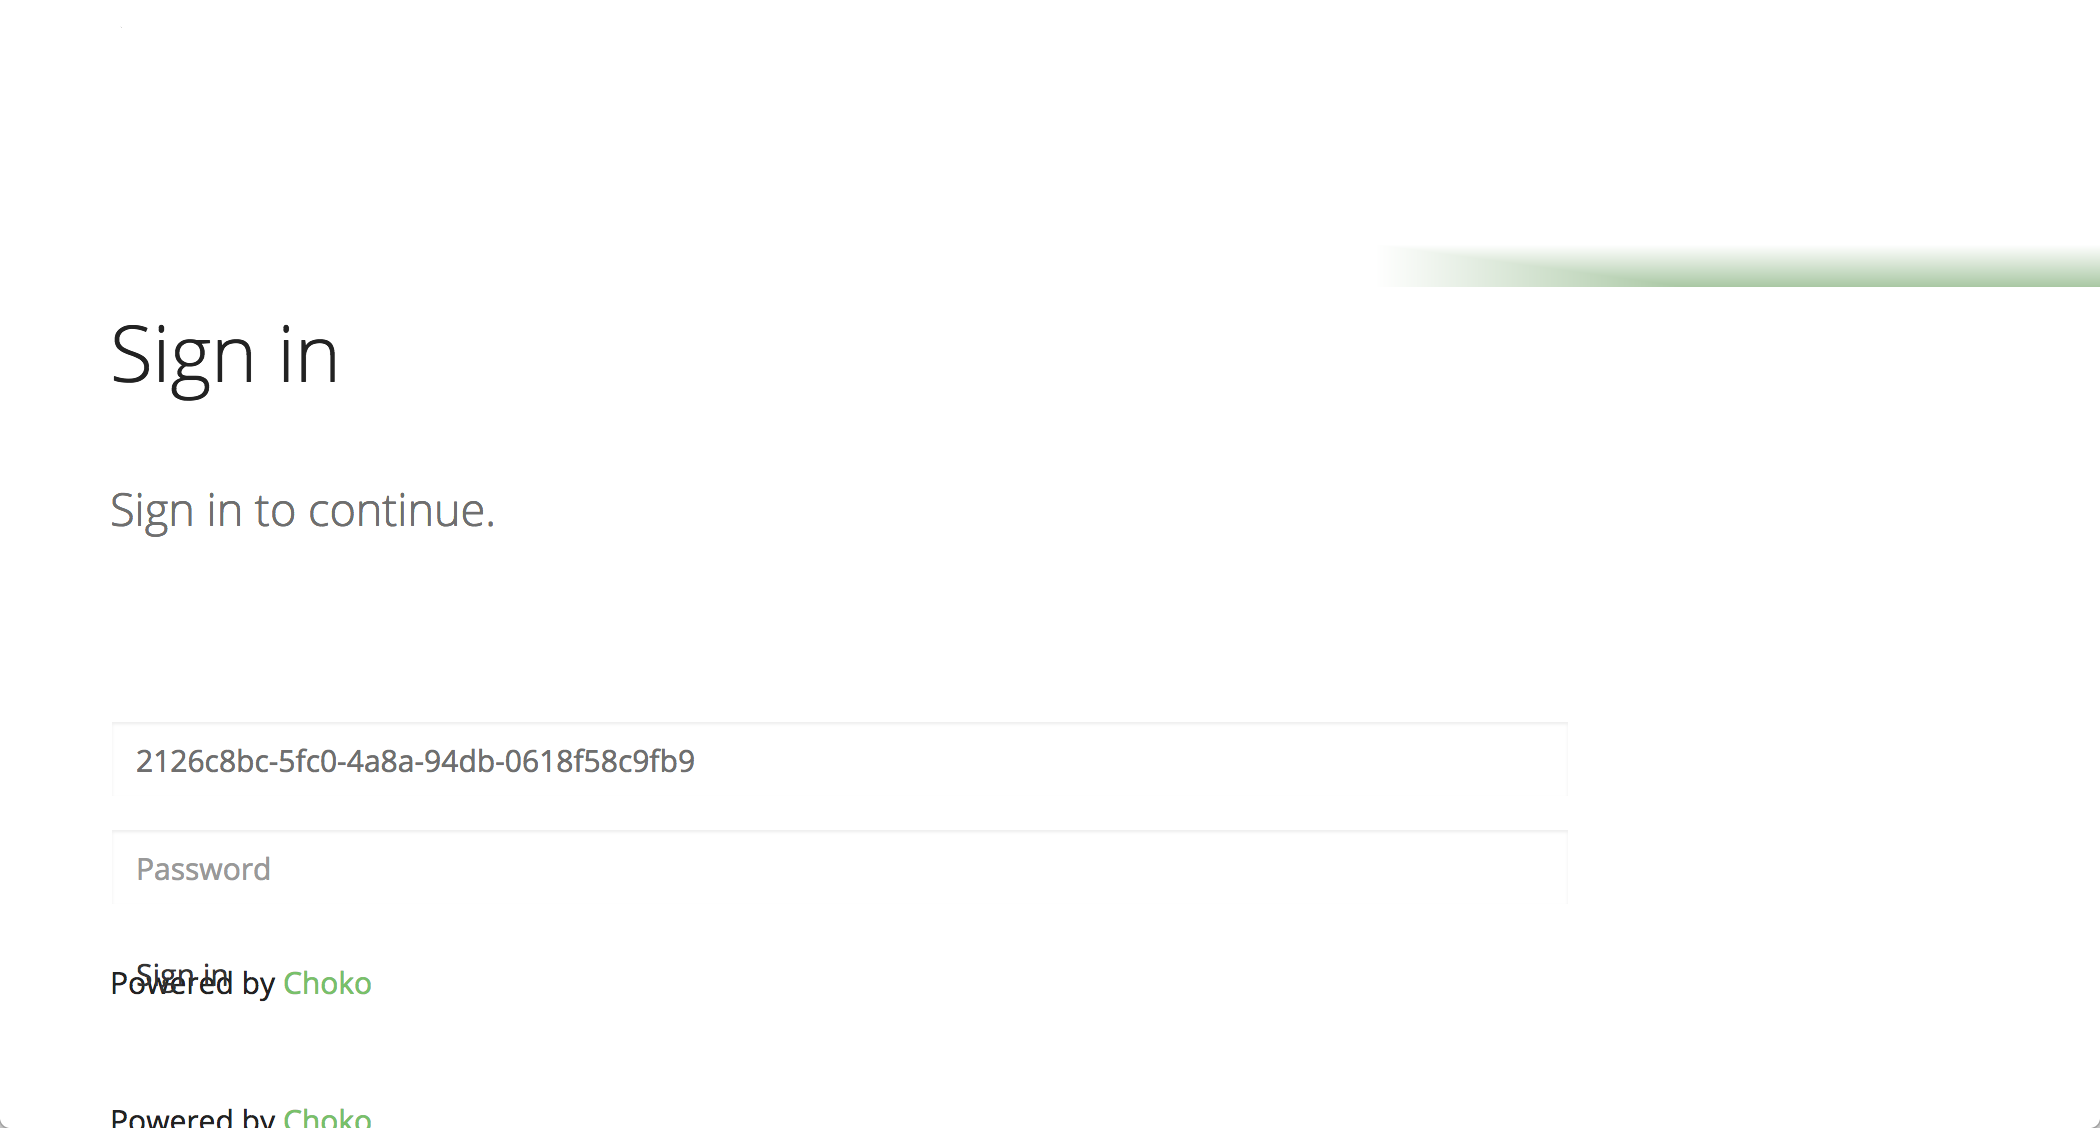 Sign in
Sign in to continue.
2126c8bc-5fc0-4a8a-94db-0618f58c9fb9
Password
Sign in
Powered by Choko
Powered by Choko